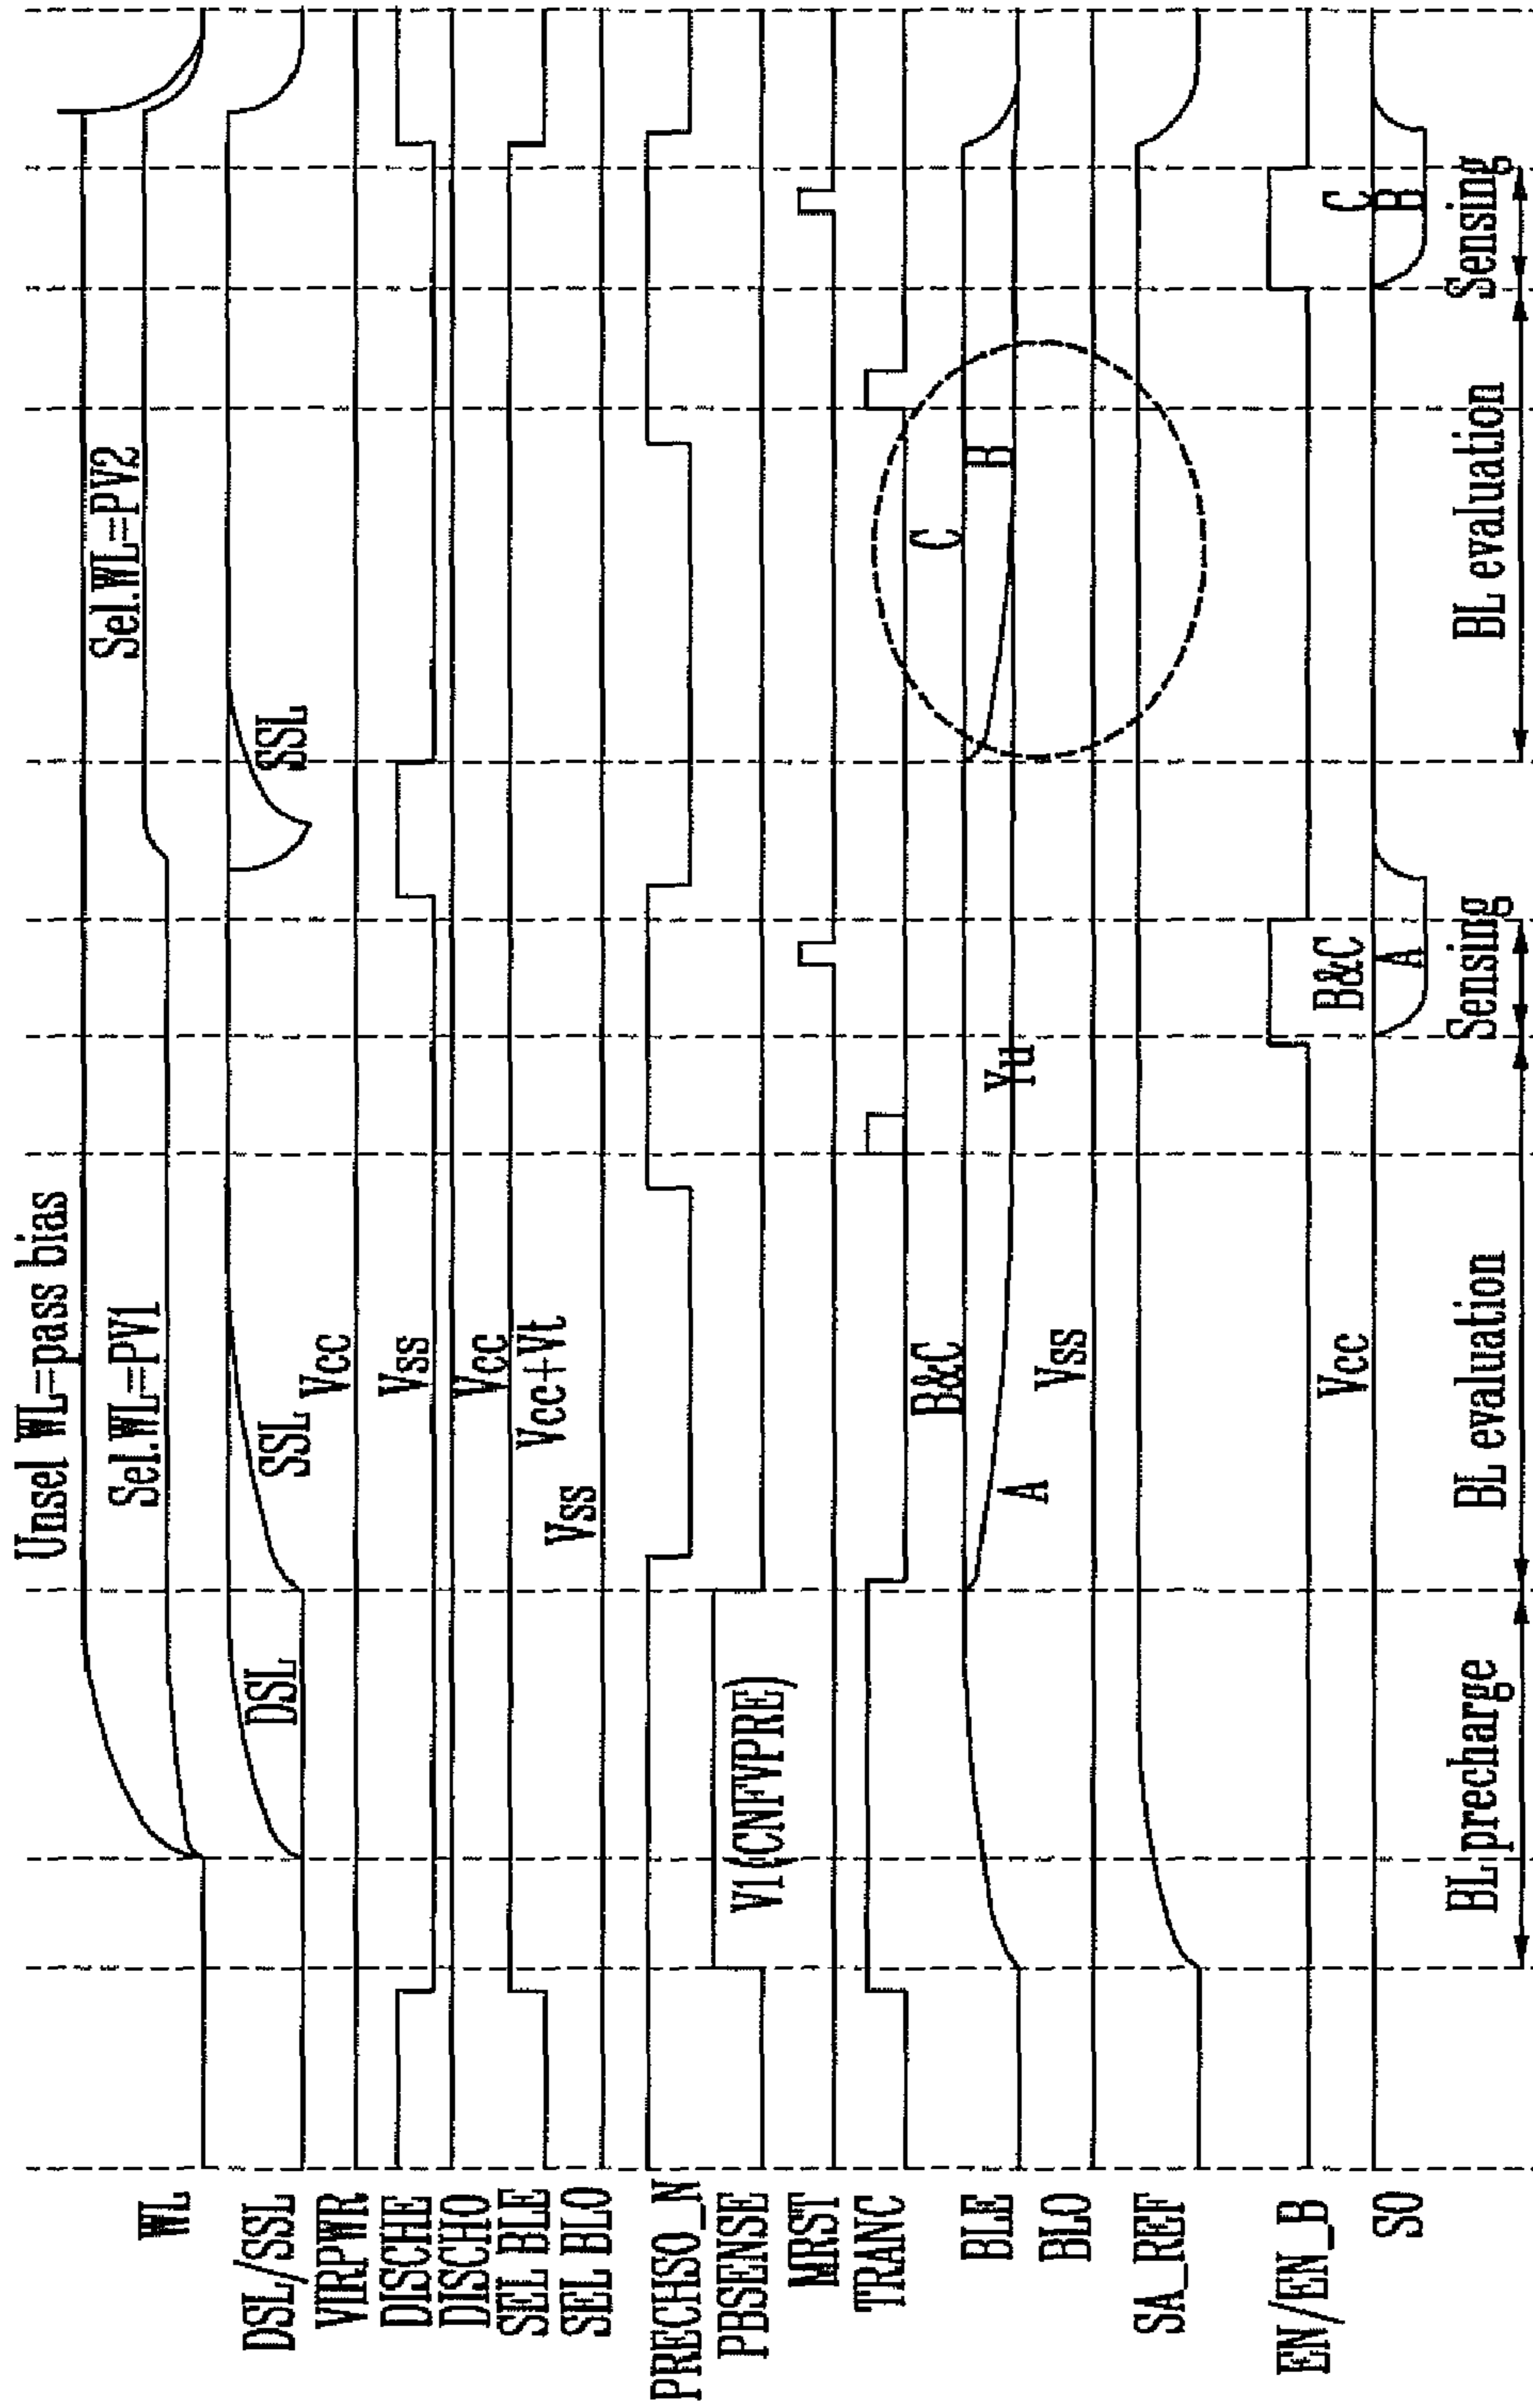 WL
Unsel WL=pass bias
Sel.WL=PV1
Sel.WL=PV2
DSL/SSL
DSL
SSL
SSL
VIRPWR
Vcc
DISCHE
Vss
DISCHO
Vcc
SEL BLE
Vcc+Vt
SEL BLO
Vss
PRECHSO_N
PBSENSE
V1(CNFVPRE)
MRST
TRANC
BLE
B&C
A
Yu
C
B
BLO
Vss
SA_REF
EN/EN_B
SO
Vcc
B&C
A
C
B
BL precharge
BL evaluation
Sensing
BL evaluation
Sensing